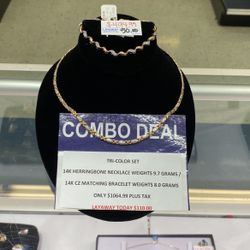 COMBO DEAL
TRI-COLOR SET
14K HERRINGBONE NECKLACE WEIGHTS 9.7 GRAMS /
14K CZ MATCHING BRACELET WEIGHTS 8.0 GRAMS
ONLY $1064.99 PLUS TAX
LAYAWAY TODAY $110.00